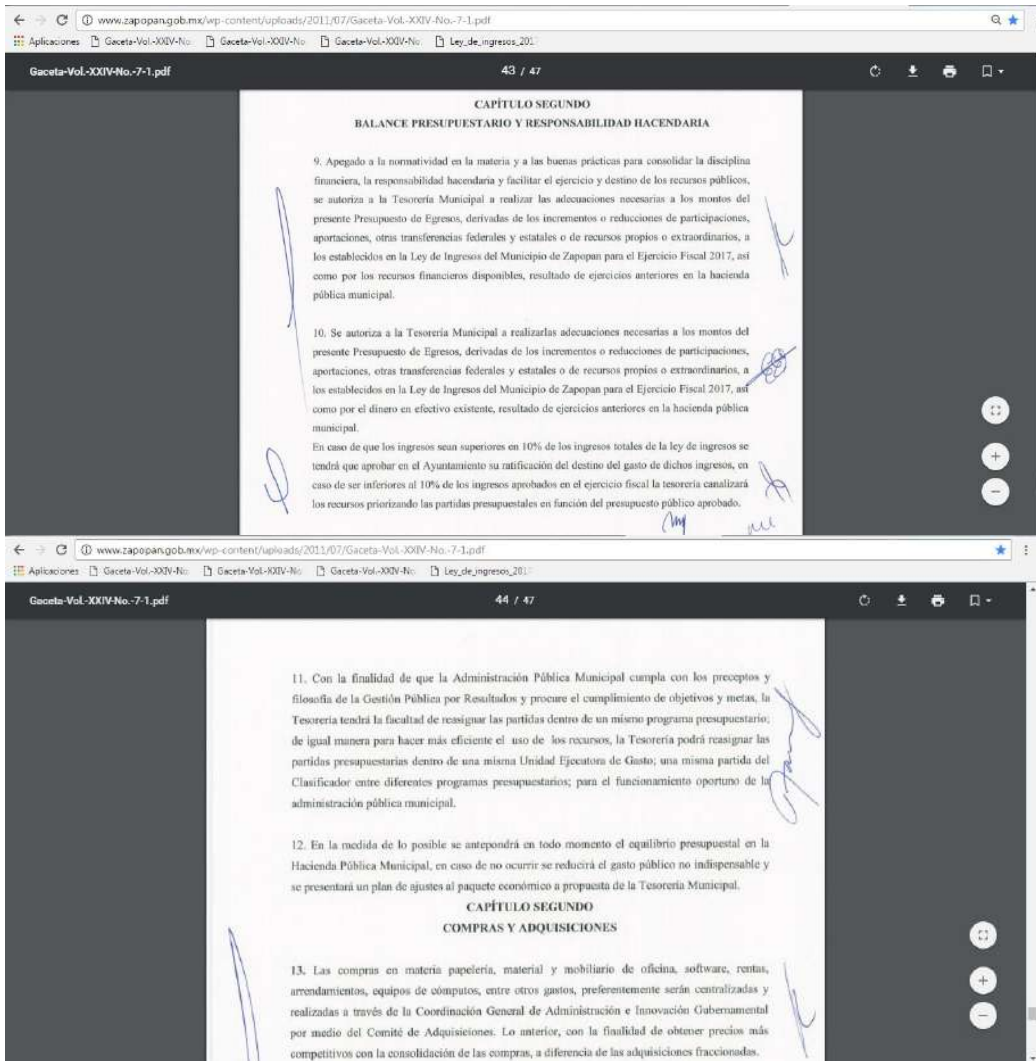 www.zapopan.gob.mx/wp-content/uploads/2011/07/Gaceta-Vol.-XXIV-No.-7-1.pdf
Aplicaciones Gaceta-Vol.-XXIV-No Gaceta-Vol.-XXIV-No Gaceta-Vol.-XXIV-No. Ley_de_ingresos_201
Gaceta-Vol.-XXIV-No.-7-1.pdf 43 / 47
CAPÍTULO SEGUNDO
BALANCE PRESUPUESTARIO Y RESPONSABILIDAD HACENDARIA
9. Apegado a la normatividad en la materia y a las buenas prácticas para consolidar la disciplina
financiera, la responsabilidad hacendaria y facilitar el ejercicio y destino de los recursos públicos,
se autoriza a la Tesorería Municipal a realizar las adecuaciones necesarias a los montos del
presente Presupuesto de Egresos, derivadas de los incrementos o reducciones de participaciones,
aportaciones, otras transferencias federales y estatales o de recursos propios o extraordinarios, a
los establecidos en la Ley de Ingresos del Municipio de Zapopan para el Ejercicio Fiscal 2017, así
como por los recursos financieros disponibles, resultado de ejercicios anteriores en la hacienda
pública municipal.
10. Se autoriza a la Tesorería Municipal a realizarlas adecuaciones necesarias a los montos del
presente Presupuesto de Egresos, derivadas de los incrementos o reducciones de participaciones,
aportaciones, otras transferencias federales y estatales o de recursos propios o extraordinarios, a
los establecidos en la Ley de Ingresos del Municipio de Zapopan para el Ejercicio Fiscal 2017, así
como por el dinero en efectivo existente, resultado de ejercicios anteriores en la hacienda pública
municipal.
En caso de que los ingresos sean superiores en 10% de los ingresos totales de la ley de ingresos se
tendrá que aprobar en el Ayuntamiento su ratificación del destino del gasto de dichos ingresos, en
caso de ser inferiores al 10% de los ingresos aprobados en el ejercicio fiscal la tesorería canalizará
los recursos priorizando las partidas presupuestales en función del presupuesto público aprobado.
www.zapopan.gob.mx/wp-content/uploads/2011/07/Gaceta-Vol.-XXIV-No.-7-1.pdf
Aplicaciones Gaceta-Vol.-XXIV-No Gaceta-Vol.-XXIV-No Gaceta-Vol.-XXIV-No. Ley_de_ingresos_201
Gaceta-Vol.-XXIV-No.-7-1.pdf 44 / 47
11. Con la finalidad de que la Administración Pública Municipal cumpla con los preceptos y
filosofía de la Gestión Pública por Resultados y procure el cumplimiento de objetivos y metas, la
Tesorería tendrá la facultad de reasignar las partidas dentro de un mismo programa presupuestario;
de igual manera para hacer más eficiente el uso de los recursos, la Tesorería podrá reasignar las
partidas presupuestarias dentro de una misma Unidad Ejecutora de Gasto; una misma partida del
Clasificador entre diferentes programas presupuestarios; para el funcionamiento oportuno de la
administración pública municipal.
12. En la medida de lo posible se antepondrá en todo momento el equilibrio presupuestal en la
Hacienda Pública Municipal, en caso de no ocurrir se reducirá el gasto público no indispensable y
se presentará un plan de ajustes al paquete económico a propuesta de la Tesorería Municipal.
CAPÍTULO SEGUNDO
COMPRAS Y ADQUISICIONES
13. Las compras en materia papelería, material y mobiliario de oficina, software, rentas,
arrendamientos, equipos de cómputos, entre otros gastos, preferentemente serán centralizadas y
realizadas a través de la Coordinación General de Administración e Innovación Gubernamental
por medio del Comité de Adquisiciones. Lo anterior, con la finalidad de obtener precios más
competitivos con la consolidación de las compras, a diferencia de las adquisiciones fraccionadas.